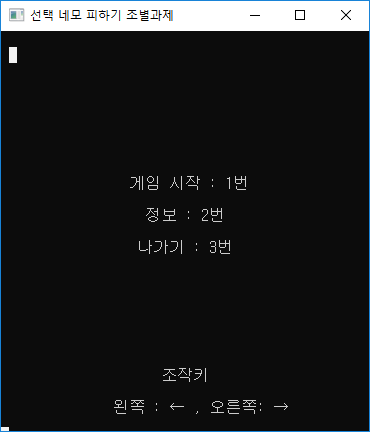 선택 네모 피하기 조별과제
게임 시작 : 1번
정보 : 2번
나가기 : 3번
조작키
왼쪽 : ← , 오른쪽: →